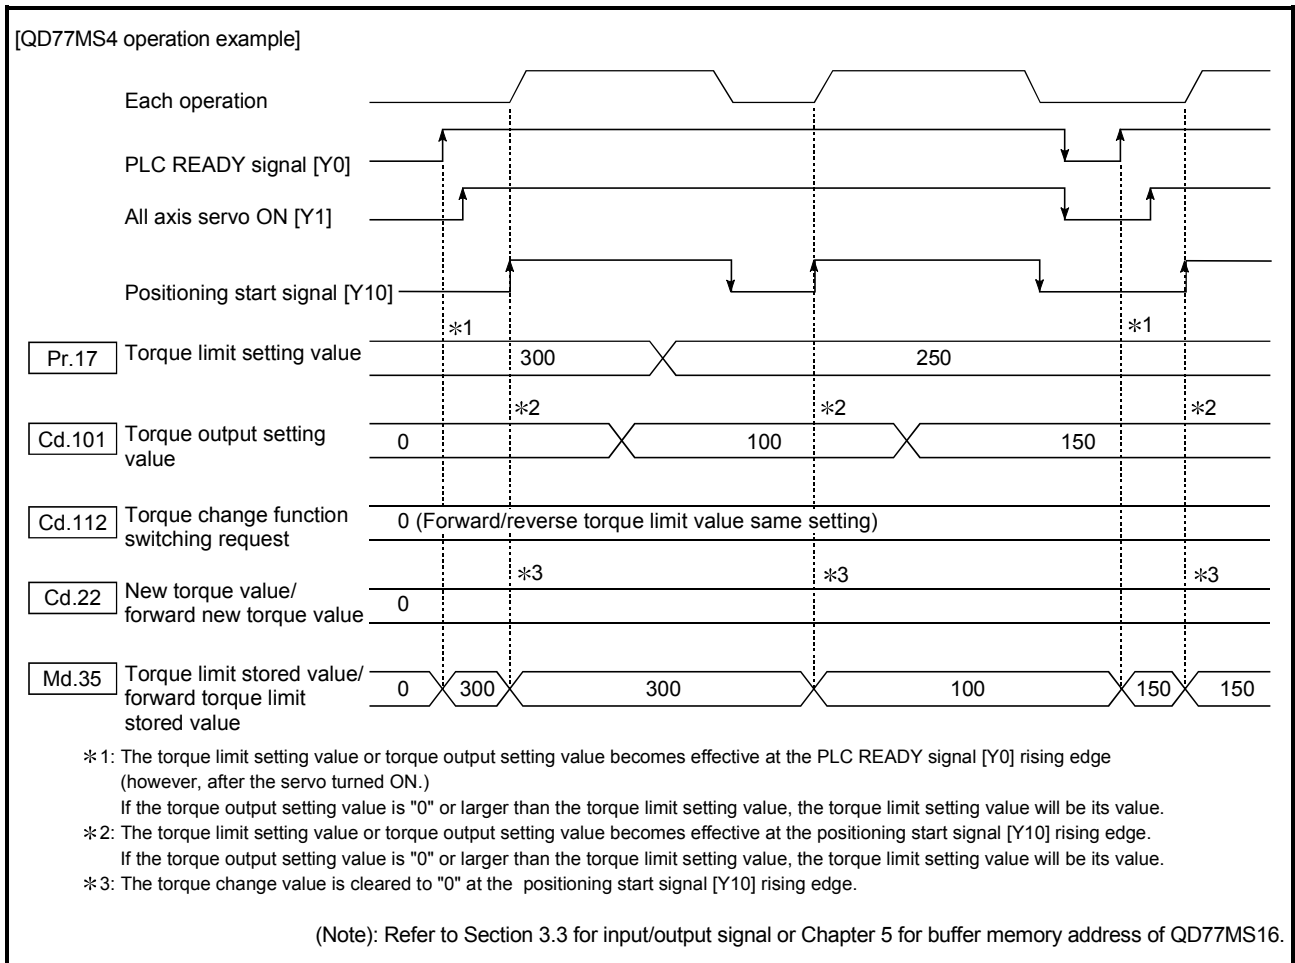 [QD77MS4 operation example]
Each operation
PLC READY signal [Y0]
All axis servo ON [Y1]
Positioning start signal [Y10]
*1 *1
Pr.17 Torque limit setting value 300 250
*2 *2 *2
Cd.101 Torque output setting
value 0 100 150
Cd.112 Torque change function
switching request 0 (Forward/reverse torque limit value same setting)
*3 *3 *3
Cd.22 New torque value/
forward new torque value 0
Md.35 Torque limit stored value/
forward torque limit
stored value 0 300 300 100 150 150
*1: The torque limit setting value or torque output setting value becomes effective at the PLC READY signal [Y0] rising edge
(however, after the servo turned ON.)
If the torque output setting value is "0" or larger than the torque limit setting value, the torque limit setting value will be its value.
*2: The torque limit setting value or torque output setting value becomes effective at the positioning start signal [Y10] rising edge.
If the torque output setting value is "0" or larger than the torque limit setting value, the torque limit setting value will be its value.
*3: The torque change value is cleared to "0" at the positioning start signal [Y10] rising edge.
(Note): Refer to Section 3.3 for input/output signal or Chapter 5 for buffer memory address of QD77MS16.